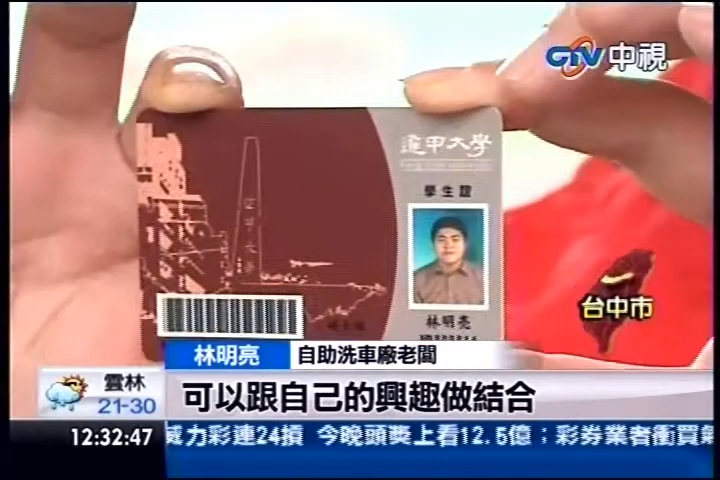 CTV中視
逢甲大學
學生證
林明亮
台中市
林明亮 自助洗車廠老闆
雲林
21-30
可以跟自己的興趣做結合
12:32:47
威力彩連24摃 今晚頭獎上看12.5億；彩券業者衝買氣